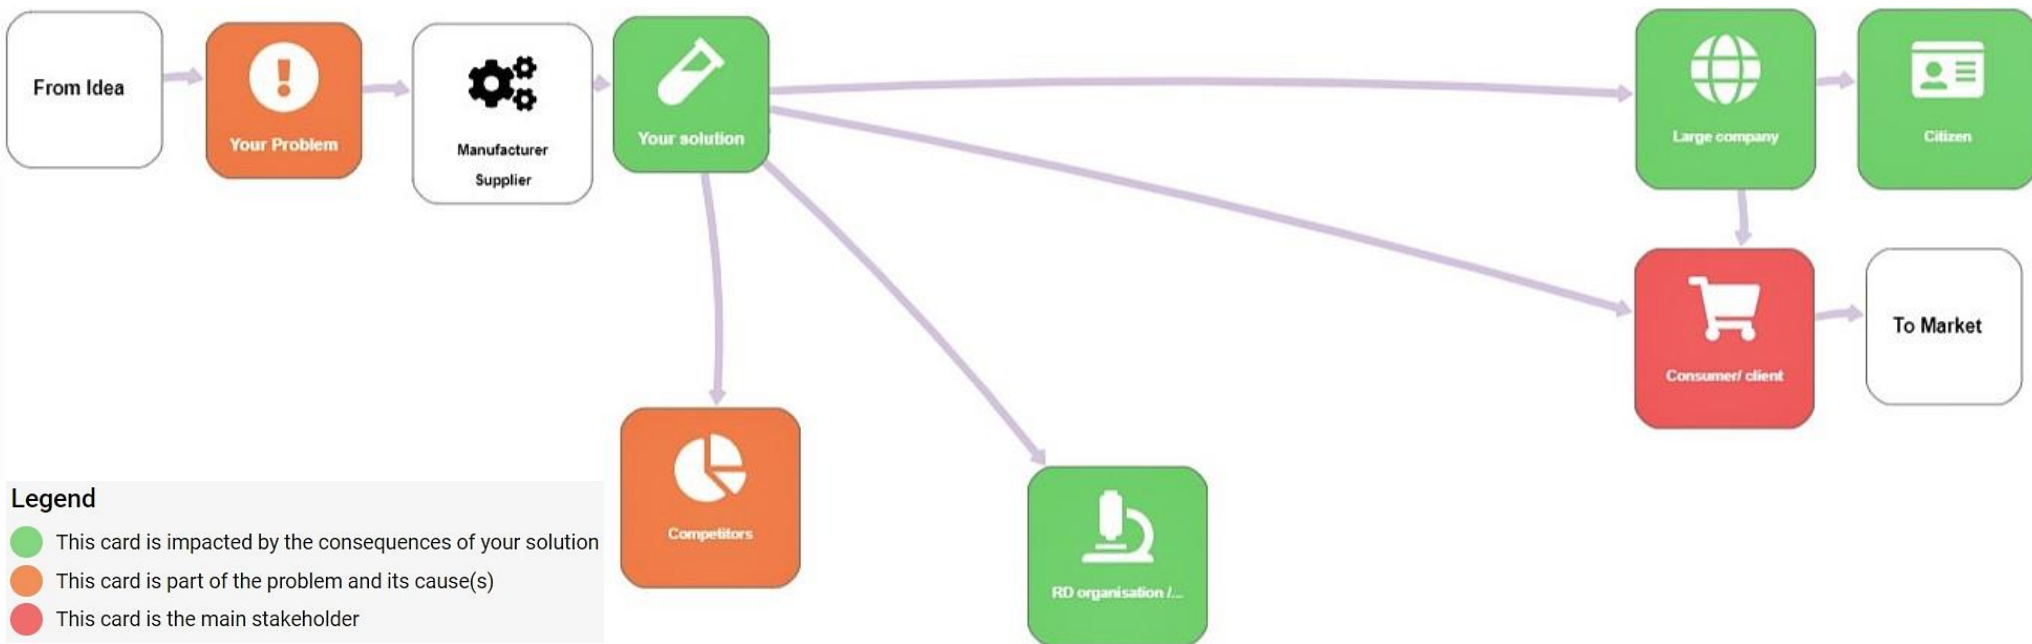 From Idea
Your Problem
Manufacturer
Supplier
Your solution
Large company
Citizen
Consumer/ client
To Market
Competitors
RD organisation /...
Legend
This card is impacted by the consequences of your solution
This card is part of the problem and its cause(s)
This card is the main stakeholder